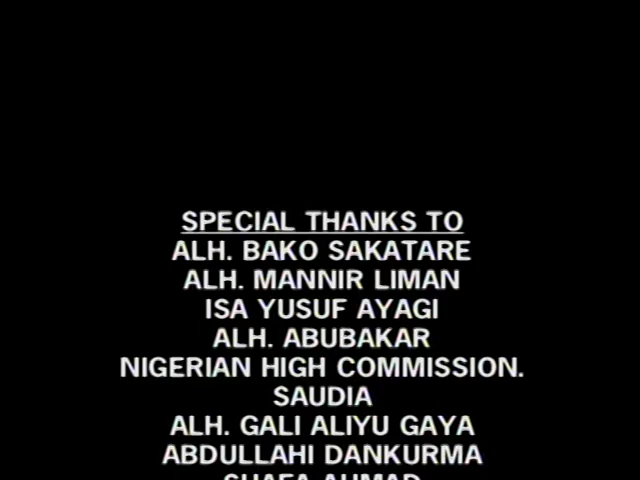 SPECIAL THANKS TO
ALH. BAKO SAKATARE
ALH. MANNIR LIMAN
ISA YUSUF AYAGI
ALH. ABUBAKAR
NIGERIAN HIGH COMMISSION.
SAUDIA
ALH. GALI ALIYU GAYA
ABDULLAHI DANKURMA
AHMAD